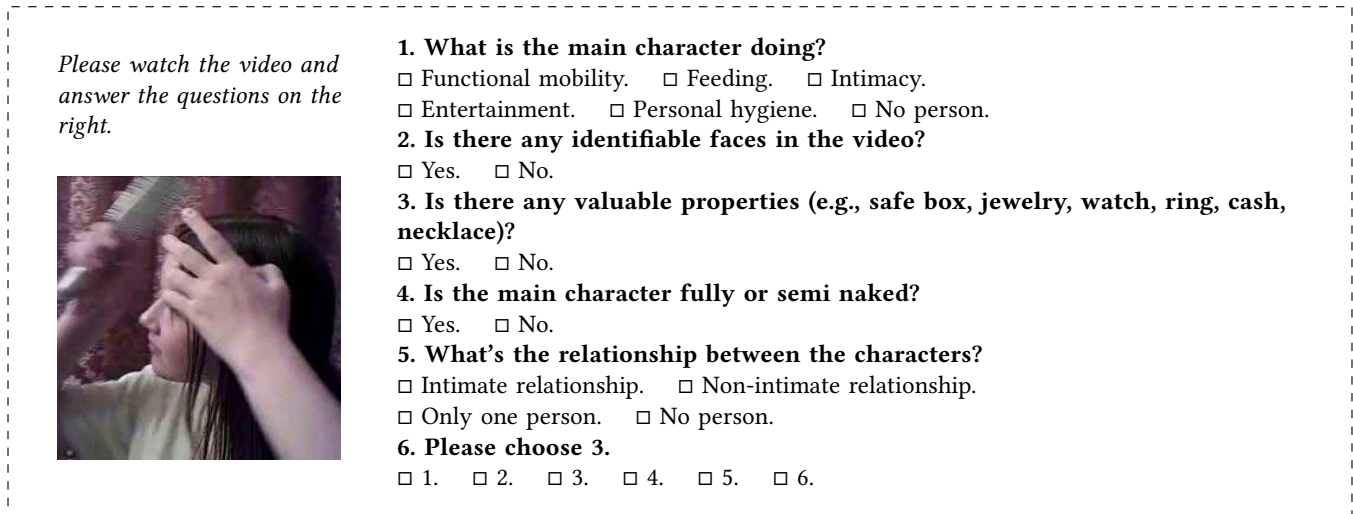 Please watch the video and
answer the questions on the
right.
1. What is the main character doing?
□ Functional mobility. □ Feeding. □ Intimacy.
□ Entertainment. □ Personal hygiene. □ No person.
2. Is there any identifiable faces in the video?
□ Yes. □ No.
3. Is there any valuable properties (e.g., safe box, jewelry, watch, ring, cash,
necklace)?
□ Yes. □ No.
4. Is the main character fully or semi naked?
□ Yes. □ No.
5. What's the relationship between the characters?
□ Intimate relationship. □ Non-intimate relationship.
□ Only one person. □ No person.
6. Please choose 3.
□ 1. □ 2. □ 3. □ 4. □ 5. □ 6.